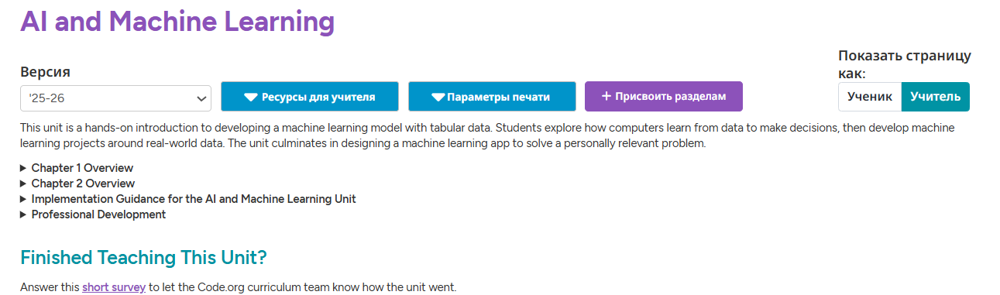 AI and Machine Learning
Показать страницу
как:
Версия
'25-26
Ресурсы для учителя
Параметры печати
+ Присвоить разделам
Ученик
Учитель
This unit is a hands-on introduction to developing a machine learning model with tabular data. Students explore how computers learn from data to make decisions, then develop machine
learning projects around real-world data. The unit culminates in designing a machine learning app to solve a personally relevant problem.
Chapter 1 Overview
Chapter 2 Overview
Implementation Guidance for the AI and Machine Learning Unit
Professional Development
Finished Teaching This Unit?
Answer this short survey to let the Code.org curriculum team know how the unit went.